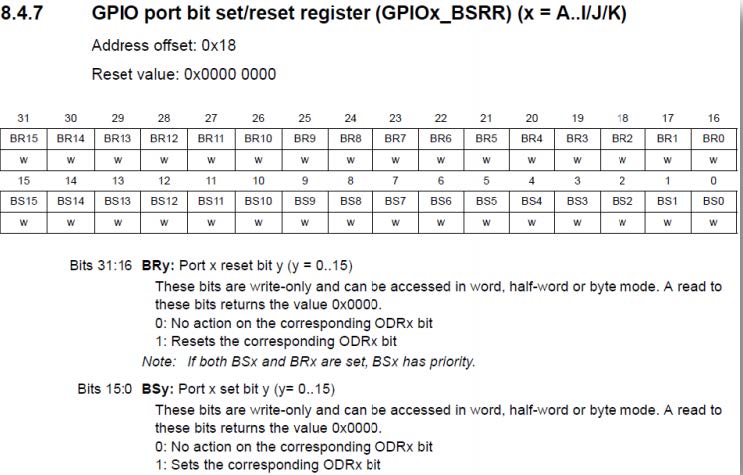 8.4.7 GPIO port bit set/reset register (GPIOx_BSRR) (x = A..I/J/K)
Address offset: 0x18
Reset value: 0x0000 0000
31 30 29 28 27 26 25 24 23 22 21 20 19 18 17 16
BR15 BR14 BR13 BR12 BR11 BR10 BR9 BR8 BR7 BR6 BR5 BR4 BR3 BR2 BR1 BR0
w w w w w w w w w w w w w w w w
15 14 13 12 11 10 9 8 7 6 5 4 3 2 1 0
BS15 BS14 BS13 BS12 BS11 BS10 BS9 BS8 BS7 BS6 BS5 BS4 BS3 BS2 BS1 BS0
w w w w w w w w w w w w w w w w
Bits 31:16 BRy: Port x reset bit y (y = 0..15)
These bits are write-only and can be accessed in word, half-word or byte mode. A read to
these bits returns the value 0x0000.
0: No action on the corresponding ODRx bit
1: Resets the corresponding ODRx bit
Note: If both BSx and BRx are set, BSx has priority.
Bits 15:0 BSy: Port x set bit y (y= 0..15)
These bits are write-only and can be accessed in word, half-word or byte mode. A read to
these bits returns the value 0x0000.
0: No action on the corresponding ODRx bit
1: Sets the corresponding ODRx bit